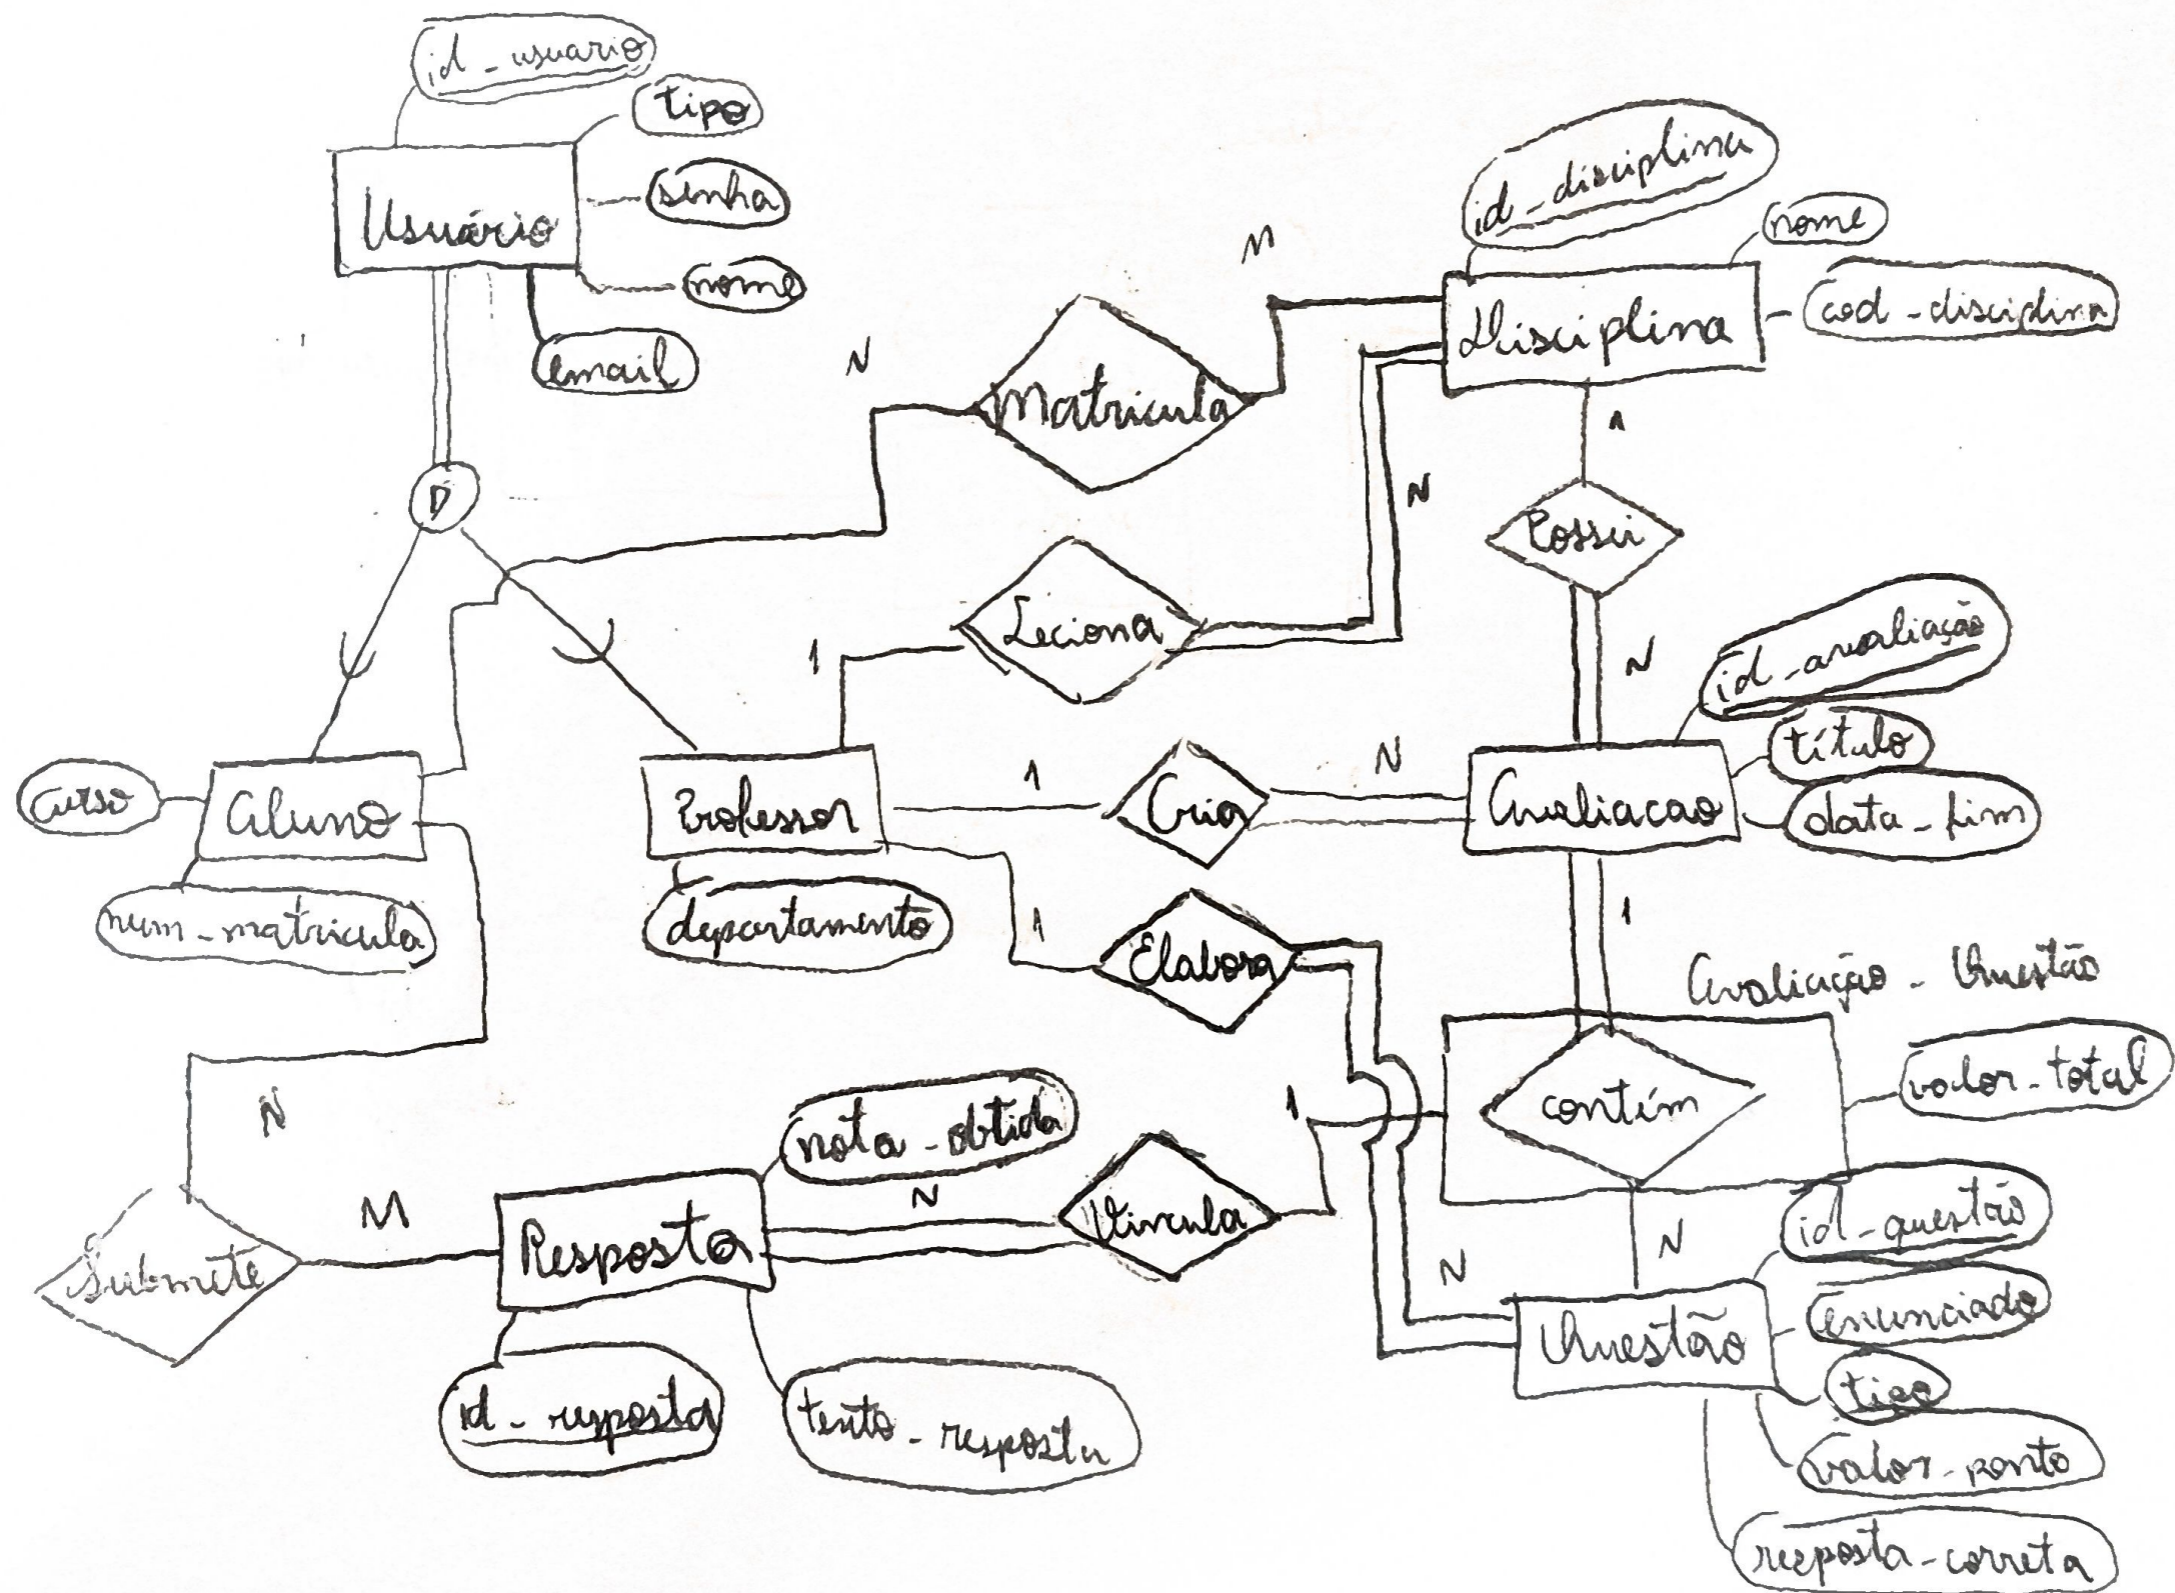 id_usuario
tipo
Usuário
senha
nome
email
D
id_disciplina
nome
Disciplina
cod_disciplina
N
Matricula
M
1
Possui
N
N
1
Leciona
id_avaliação
título
data_fim
Avaliacao
curso
Aluno
num_matricula
Professor
departamento
1
Cria
N
1
Elabora
1
Avaliação - Questão
contém
valor_total
N
Submete
M
Resposta
nota_obtida
N
Vincula
1
id_resposta
texto_resposta
N
N
Questão
id_questão
enunciado
tipo
valor_ponto
resposta_correta